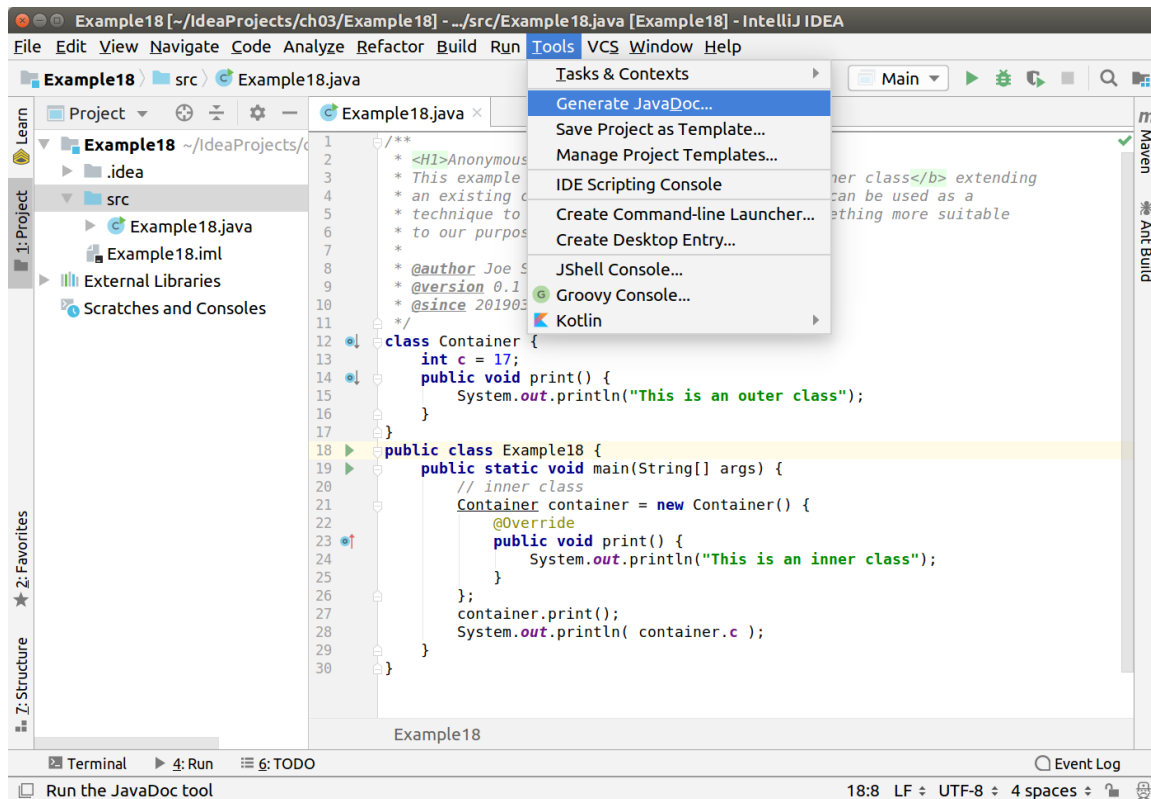 Example18 [~/IdeaProjects/ch03/Example18] - .../src/Example18.java [Example18] - IntelliJ IDEA
File Edit View Navigate Code Analyze Refactor Build Run Tools VCS Window Help
Example18 src Example18.java Main
Tasks & Contexts
Generate JavaDoc...
Save Project as Template...
Manage Project Templates...
IDE Scripting Console
Create Command-line Launcher...
Create Desktop Entry...
JShell Console...
Groovy Console...
Kotlin
Learn
1: Project
2: Favorites
7: Structure
Project
Example18 ~/IdeaProjects/
.idea
src
Example18.java
Example18.iml
External Libraries
Scratches and Consoles
Example18.java
1 /**
2 * <H1>Anonymous
3 * This example ner class</b> extending
4 * an existing can be used as a
5 * technique to ething more suitable
6 * to our purpos
7 *
8 * @author Joe
9 * @version 0.1
10 * @since 201903
11 */
12 class Container {
13 int c = 17;
14 public void print() {
15 System.out.println("This is an outer class");
16 }
17 }
18 public class Example18 {
19 public static void main(String[] args) {
20 // inner class
21 Container container = new Container() {
22 @Override
23 public void print() {
24 System.out.println("This is an inner class");
25 }
26 };
27 container.print();
28 System.out.println( container.c );
29 }
30 }
Example18
Maven
Ant Build
Terminal 4: Run 6: TODO Event Log
Run the JavaDoc tool 18:8 LF UTF-8 4 spaces